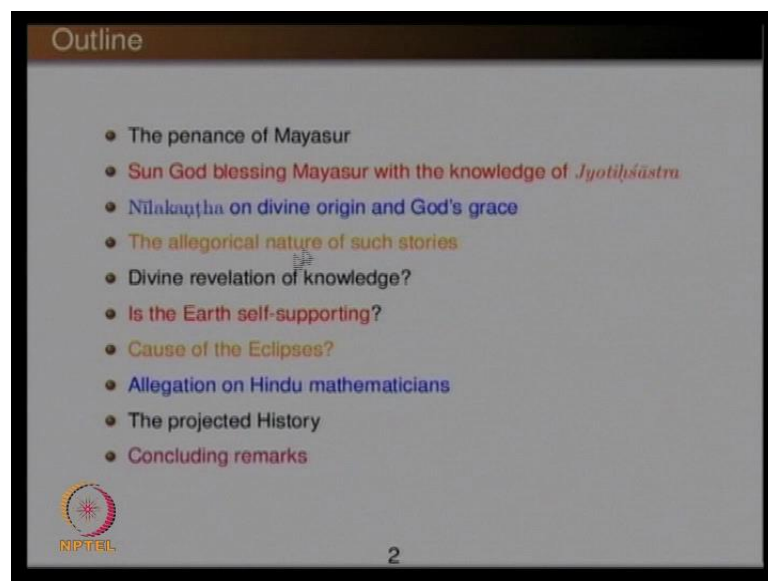 Outline
The penance of Mayasur
Sun God blessing Mayasur with the knowledge of Jyotiḥśāstra
Nīlakaṇṭha on divine origin and God's grace
The allegorical nature of such stories
Divine revelation of knowledge?
Is the Earth self-supporting?
Cause of the Eclipses?
Allegation on Hindu mathematicians
The projected History
Concluding remarks
NPTEL
2